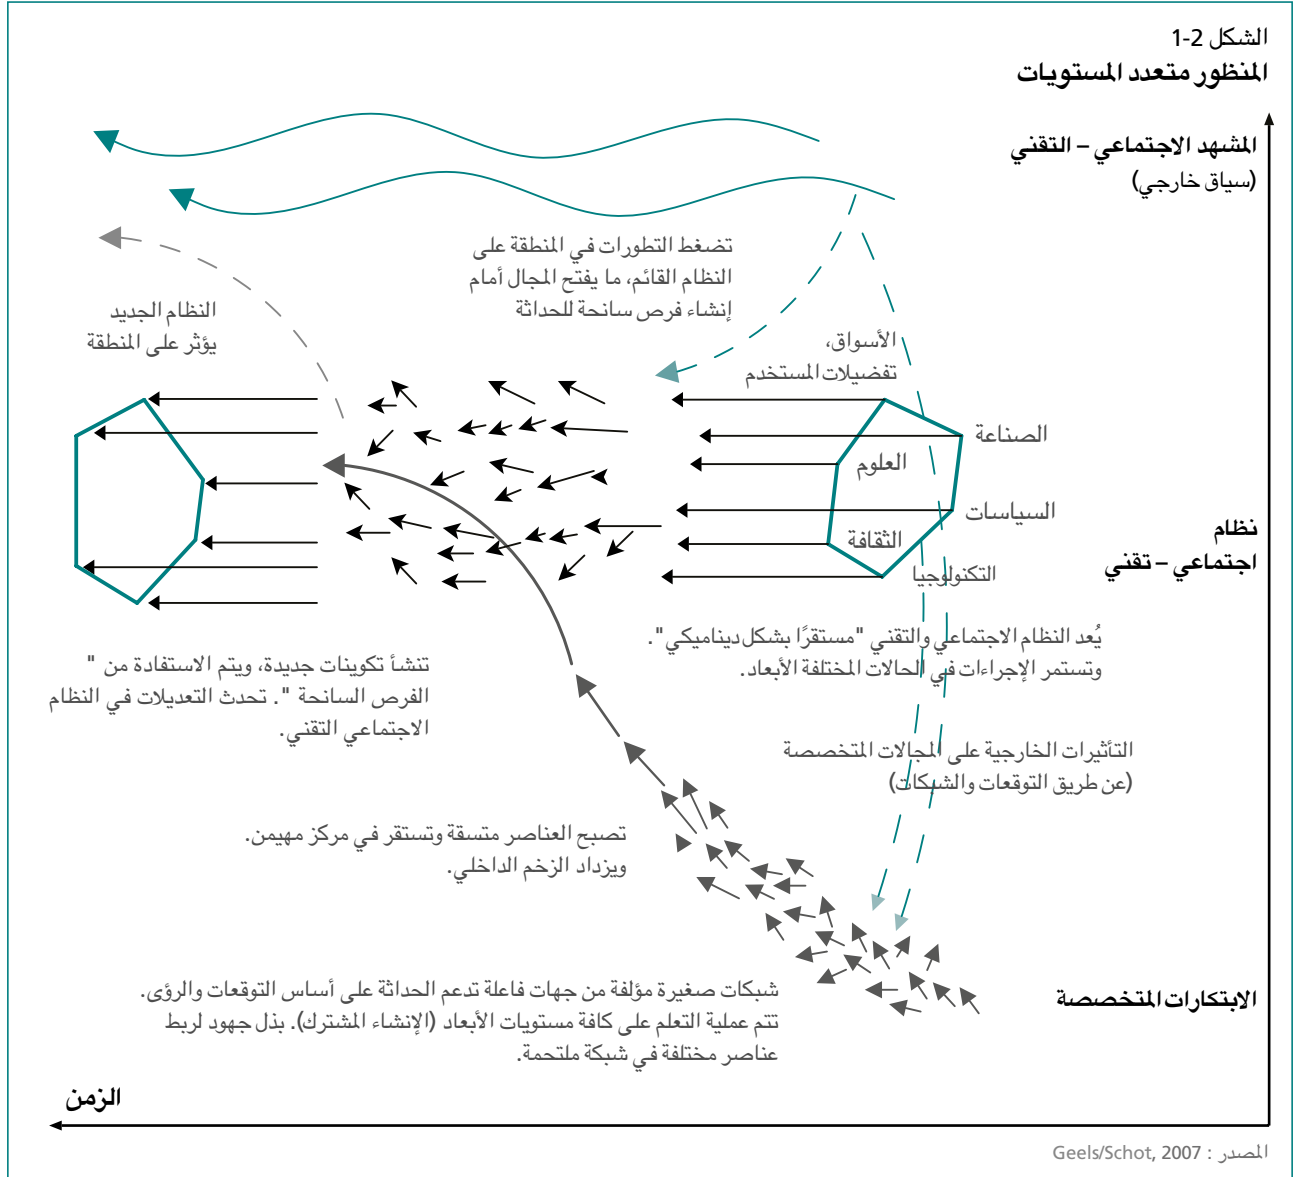 الشكل 2-1
المنظور متعدد المستويات
المشهد الاجتماعي – التقني
(سياق خارجي)
تضغط التطورات في المنطقة على
النظام القائم، ما يفتح المجال أمام
إنشاء فرص سانحة للحداثة
النظام الجديد
يؤثر على المنطقة
الأسواق،
تفضيلات المستخدم
الصناعة
العلوم
السياسات
الثقافة
التكنولوجيا
نظام
اجتماعي – تقني
يُعد النظام الاجتماعي والتقني "مستقرًا بشكل ديناميكي".
وتستمر الإجراءات في الحالات المختلفة الأبعاد.
تنشأ تكوينات جديدة، ويتم الاستفادة من "
الفرص السانحة ". تحدث التعديلات في النظام
الاجتماعي التقني.
التأثيرات الخارجية على المجالات المتخصصة
(عن طريق التوقعات والشبكات)
تصبح العناصر متسقة وتستقر في مركز مهيمن.
ويزداد الزخم الداخلي.
شبكات صغيرة مؤلفة من جهات فاعلة تدعم الحداثة على أساس التوقعات والرؤى.
تتم عملية التعلم على كافة مستويات الأبعاد (الإنشاء المشترك). بذل جهود لربط
عناصر مختلفة في شبكة ملتحمة.
الابتكارات المتخصصة
الزمن
المصدر : Geels/Schot, 2007